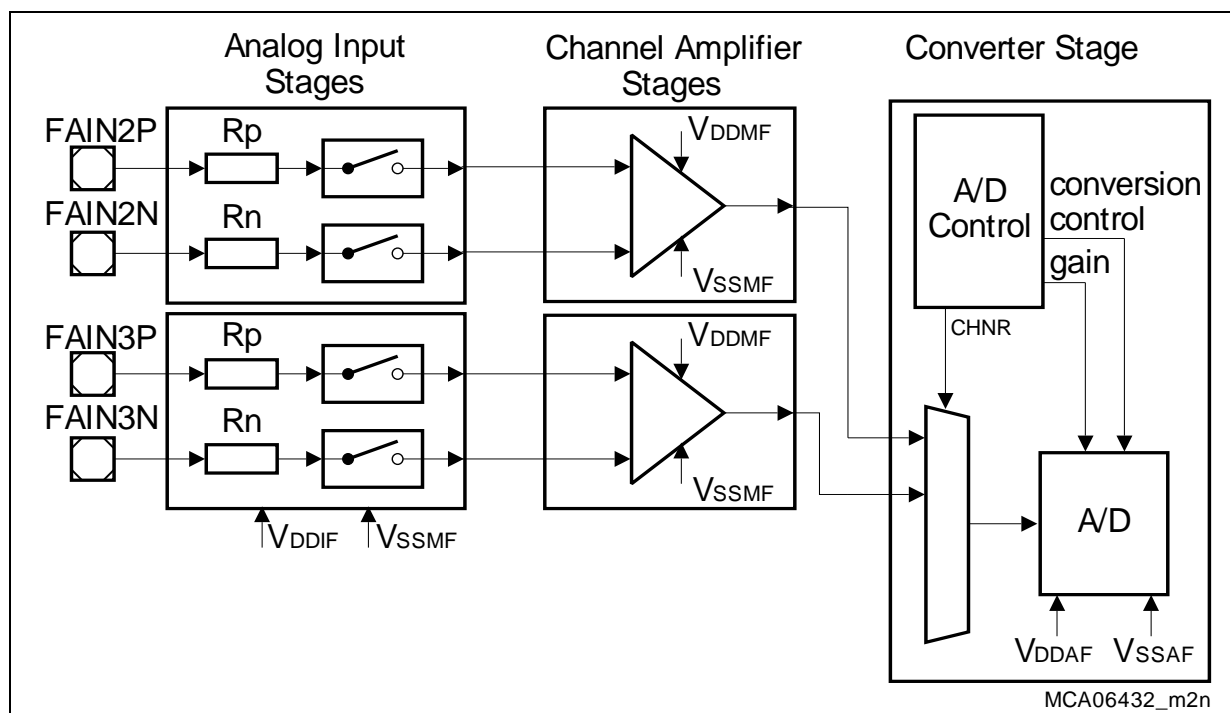 Analog Input
Stages
Channel Amplifier
Stages
Converter Stage
FAIN2P
Rp
FAIN2N
Rn
VDDMF
VSSMF
FAIN3P
Rp
FAIN3N
Rn
VDDMF
VSSMF
VDDIF
VSSMF
A/D
Control
conversion
control
gain
CHNR
A/D
VDDAF
VSSAF
MCA06432_m2n